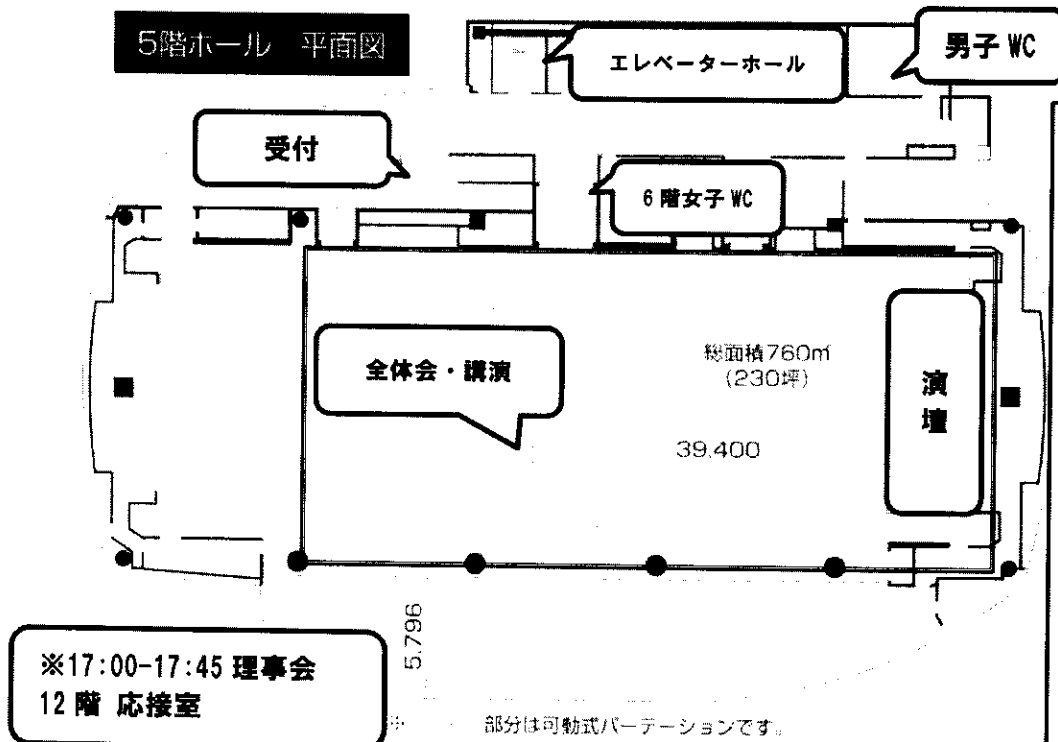 5階ホール 平面図
エレベーターホール
男子 WC
受付
6階女子 WC
全体会・講演
総面積760㎡
(230坪)
演壇
39.400
5.796
※17:00-17:45 理事会
12階 応接室
※ 部分は可動式パーテーションです。